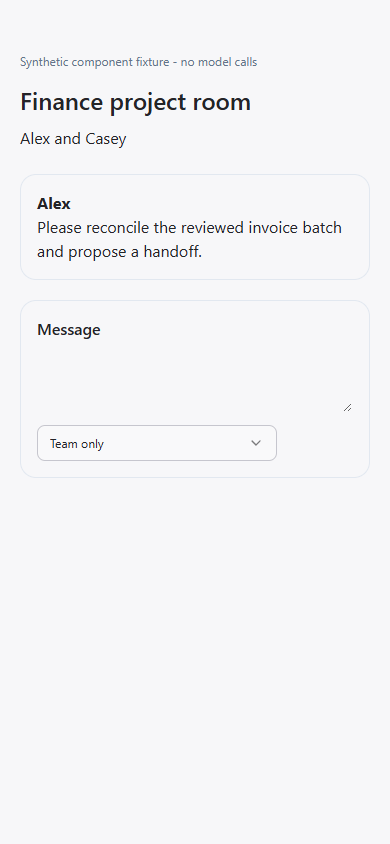 Synthetic component fixture - no model calls
Finance project room
Alex and Casey
Alex
Please reconcile the reviewed invoice batch
and propose a handoff.
Message
Team only